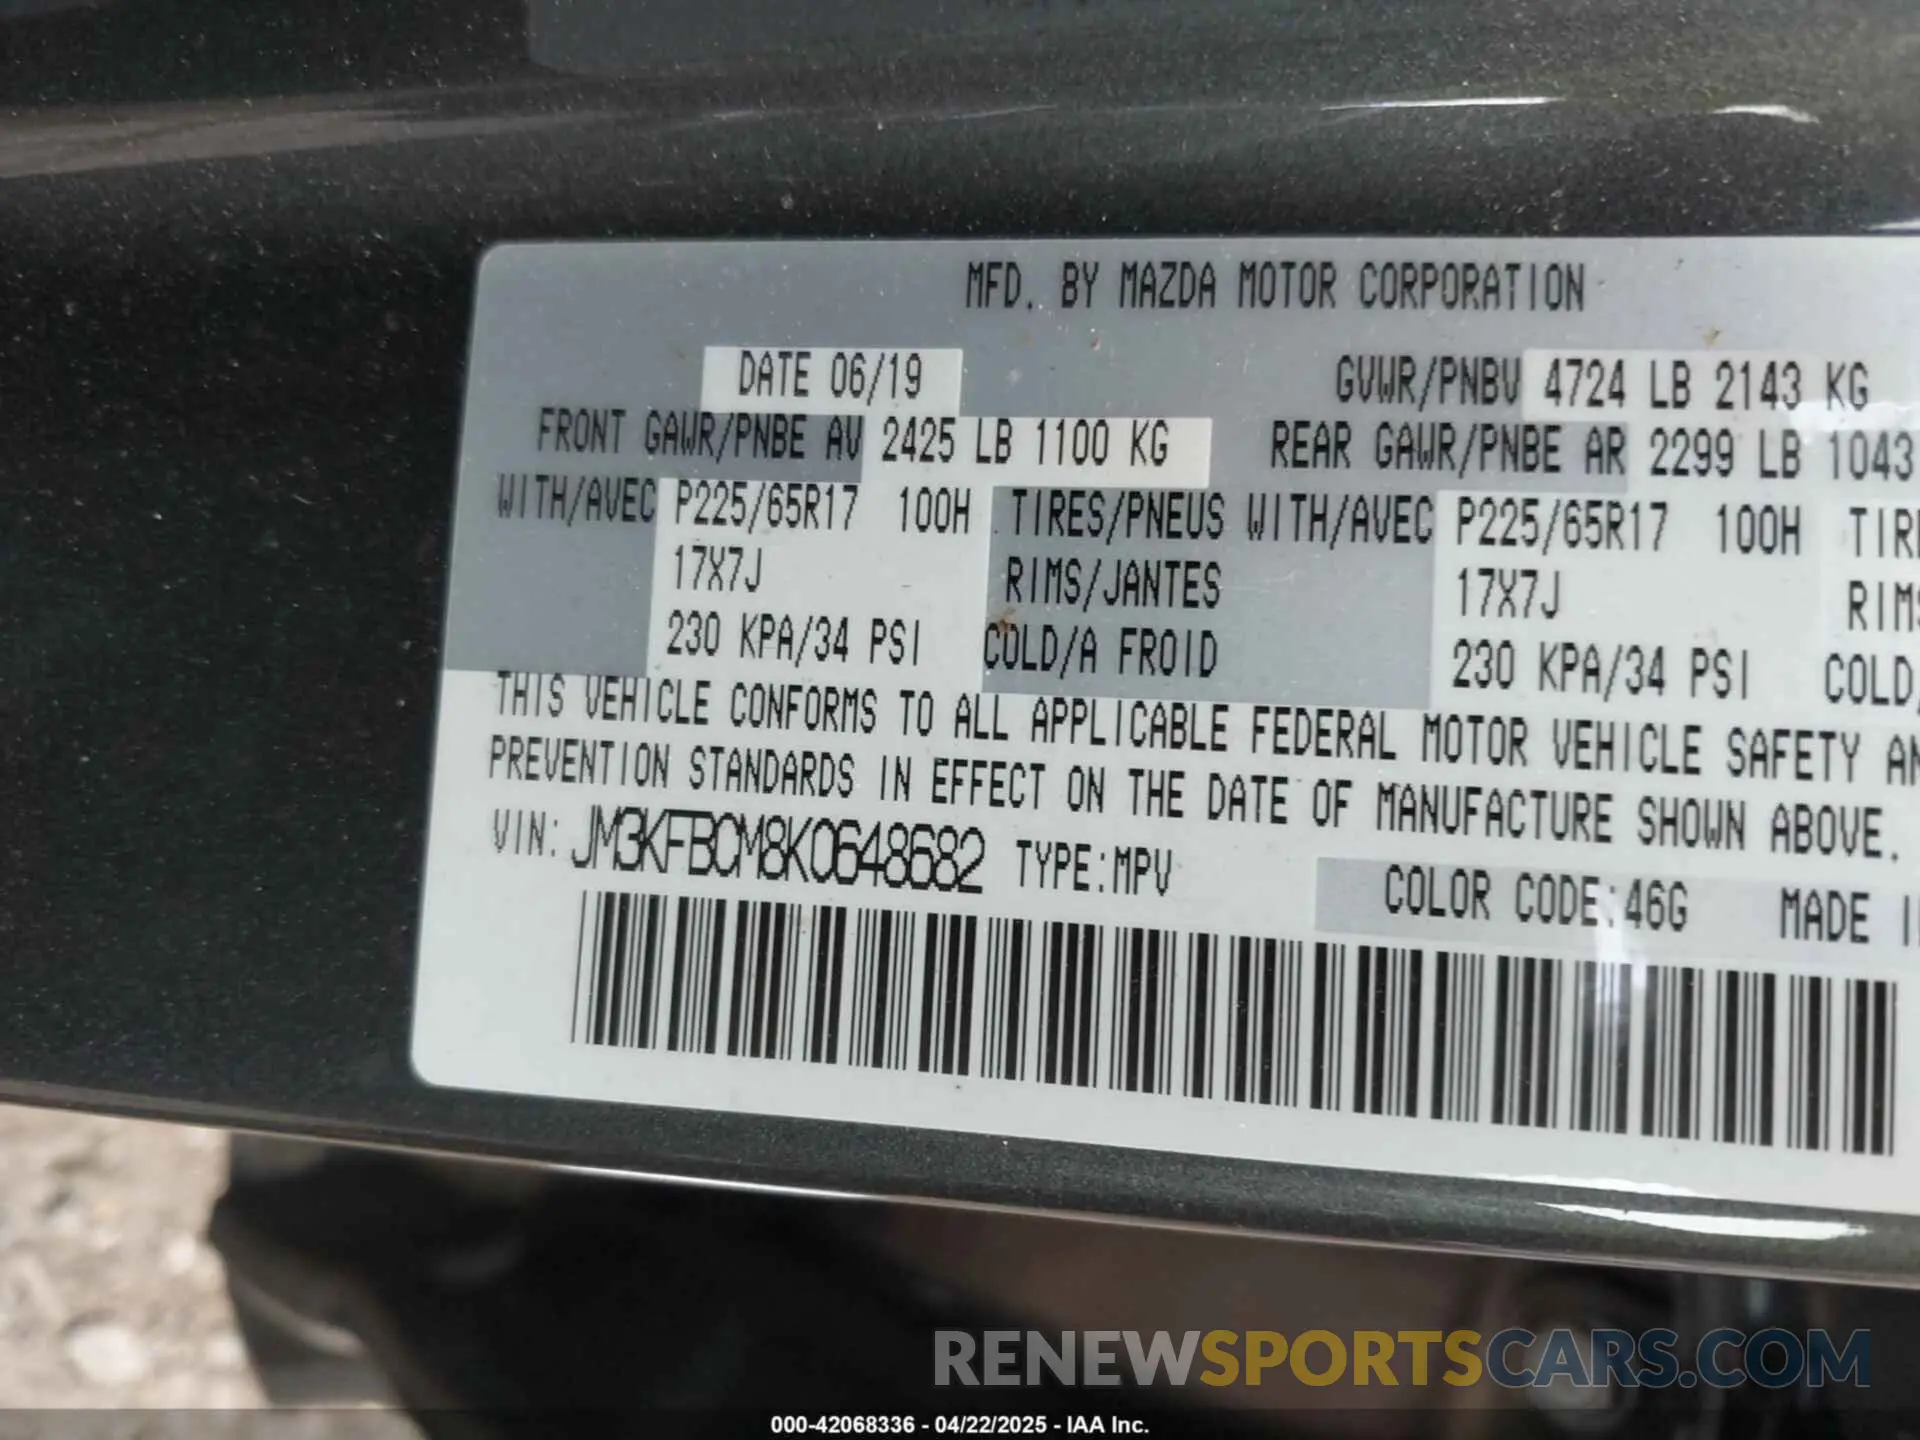 MFD. BY MAZDA MOTOR CORPORATION
DATE 06/19 GVWR/PNBV 4724 LB 2143 KG
FRONT GAWR/PNBE AV 2425 LB 1100 KG REAR GAWR/PNBE AR 2299 LB 1043
WITH/AVEC P225/65R17 100H TIRES/PNEUS WITH/AVEC P225/65R17 100H TIR
17X7J RIMS/JANTES 17X7J RIMS
230 KPA/34 PSI COLD/A FROID 230 KPA/34 PSI COLD/
THIS VEHICLE CONFORMS TO ALL APPLICABLE FEDERAL MOTOR VEHICLE SAFETY AN
PREVENTION STANDARDS IN EFFECT ON THE DATE OF MANUFACTURE SHOWN ABOVE.
VIN: JM3KFBCM8K0648682 TYPE:MPV COLOR CODE:46G MADE I
RENEWSPORTSCARS.COM
000-42068336 - 04/22/2025 - IAA Inc.